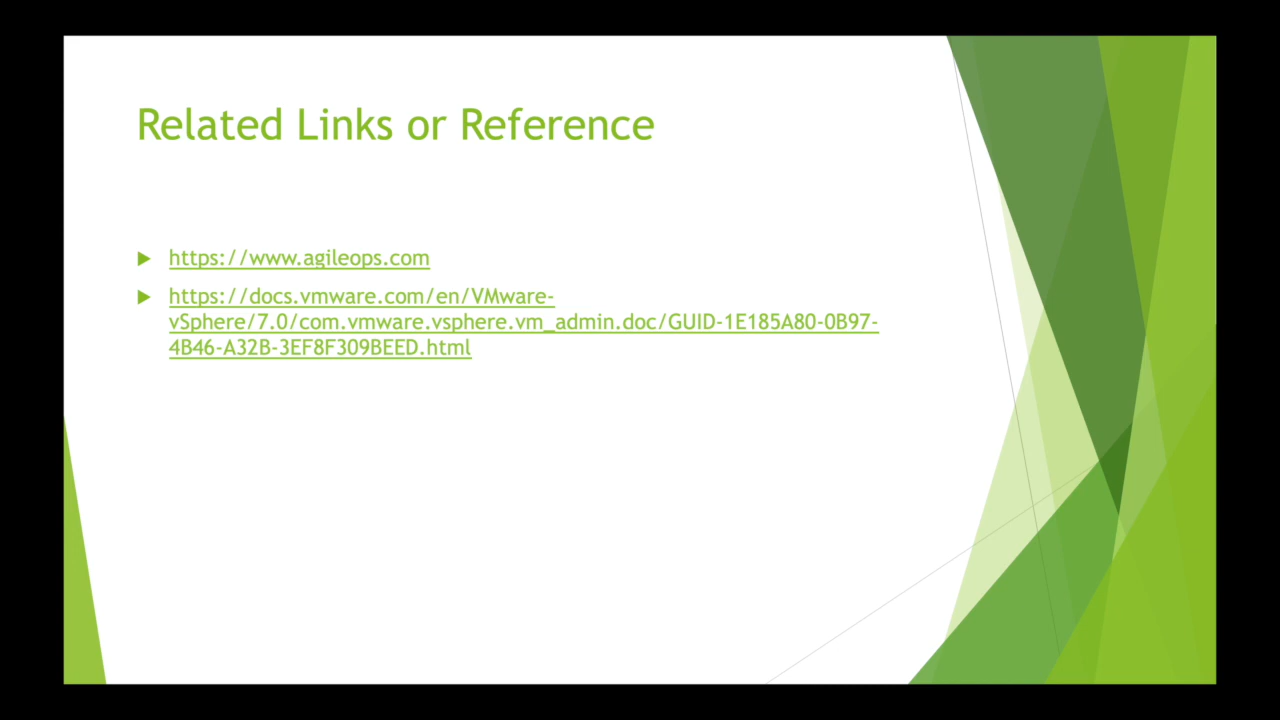 Related Links or Reference
https://www.agileops.com
https://docs.vmware.com/en/VMware-
vSphere/7.0/com.vmware.vsphere.vm_admin.doc/GUID-1E185A80-0B97-
4B46-A32B-3EF8F309BEED.html